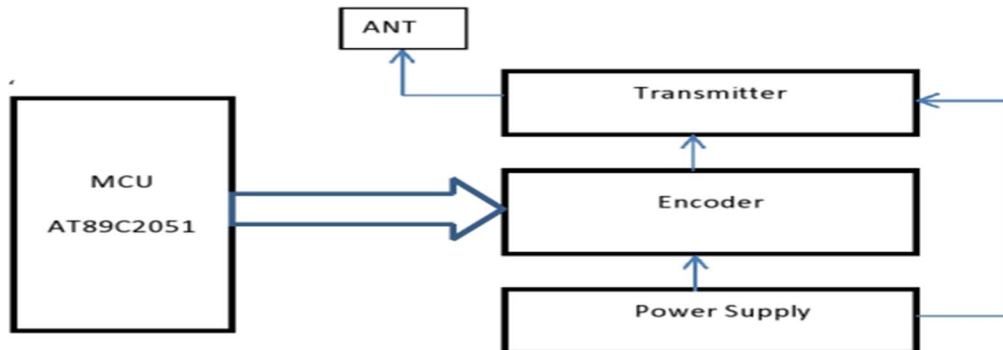 ANT
Transmitter
MCU
AT89C2051
Encoder
Power Supply